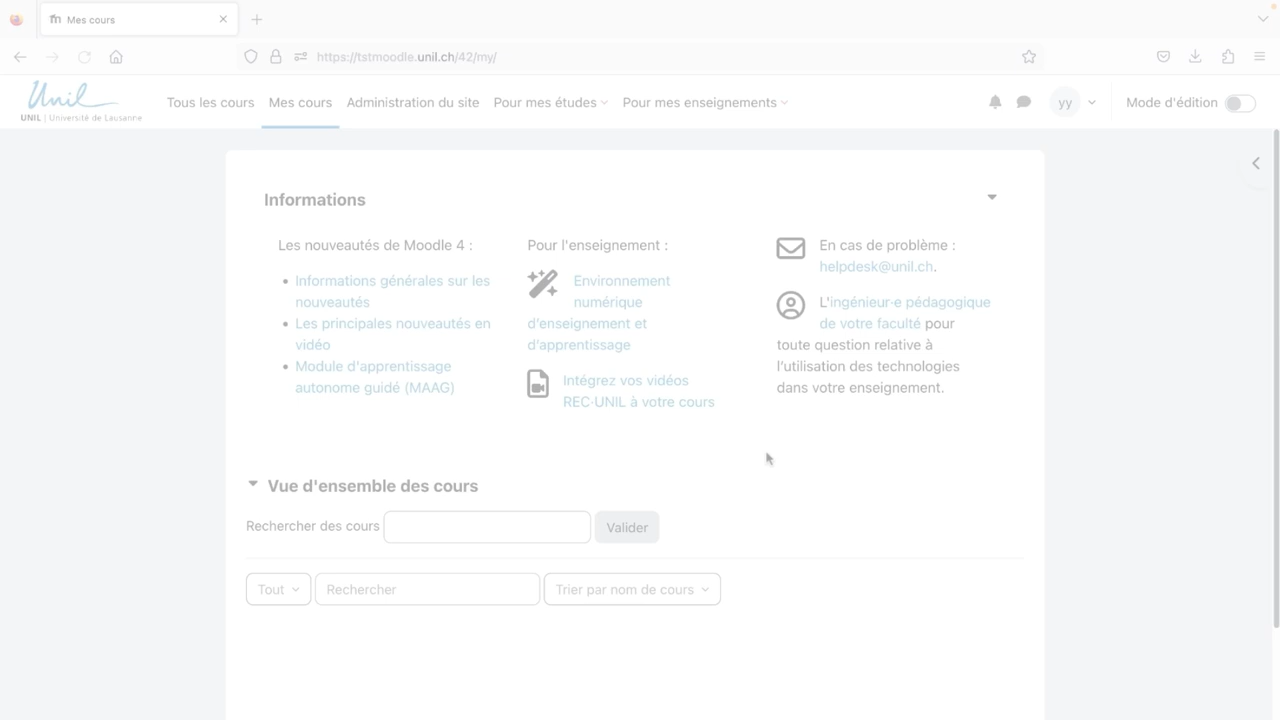 Mes cours
https://tstmoodle.unil.ch/42/my/
Unil
UNIL | Université de Lausanne
Tous les cours
Mes cours
Administration du site
Pour mes études
Pour mes enseignements
yy
Mode d'édition
Informations
Les nouveautés de Moodle 4 :
Informations générales sur les
nouveautés
Les principales nouveautés en
vidéo
Module d'apprentissage
autonome guidé (MAAG)
Pour l'enseignement :
Environnement
numérique
d'enseignement et
d'apprentissage
Intégrez vos vidéos
REC·UNIL à votre cours
En cas de problème :
helpdesk@unil.ch.
L'ingénieur·e pédagogique
de votre faculté pour
toute question relative à
l'utilisation des technologies
dans votre enseignement.
Vue d'ensemble des cours
Rechercher des cours
Valider
Tout
Rechercher
Trier par nom de cours